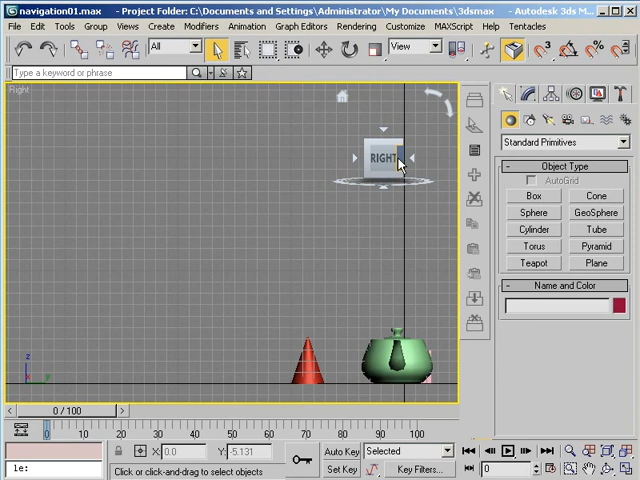 navigation01.max - Project Folder: C:\Documents and Settings\Administrator\My Documents\3dsmax - Autodesk 3ds M
File Edit Tools Group Views Create Modifiers Animation Graph Editors Rendering Customize MAXScript Help Tentacles
All View
Type a keyword or phrase
Right
RIGHT
Standard Primitives
- Object Type
AutoGrid
Box Cone
Sphere GeoSphere
Cylinder Tube
Torus Pyramid
Teapot Plane
- Name and Color
z
x y
< 0 / 100 >
0 10 20 30 40 50 60 70 80 90 100
X: 0.0 Y: -5.131 Auto Key Selected
Set Key Key Filters... 0
1e: Click or click-and-drag to select objects